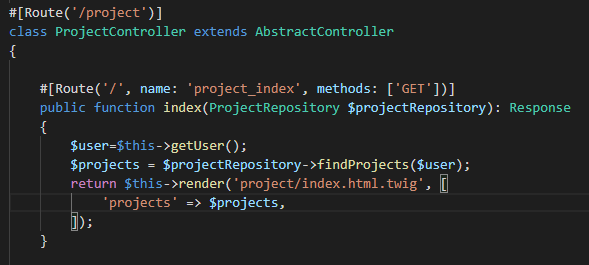 #[Route('/project')]
class ProjectController extends AbstractController
{
#[Route('/', name: 'project_index', methods: ['GET'])]
public function index(ProjectRepository $projectRepository): Response
{
$user=$this->getUser();
$projects = $projectRepository->findProjects($user);
return $this->render('project/index.html.twig', [
'projects' => $projects,
]);
}